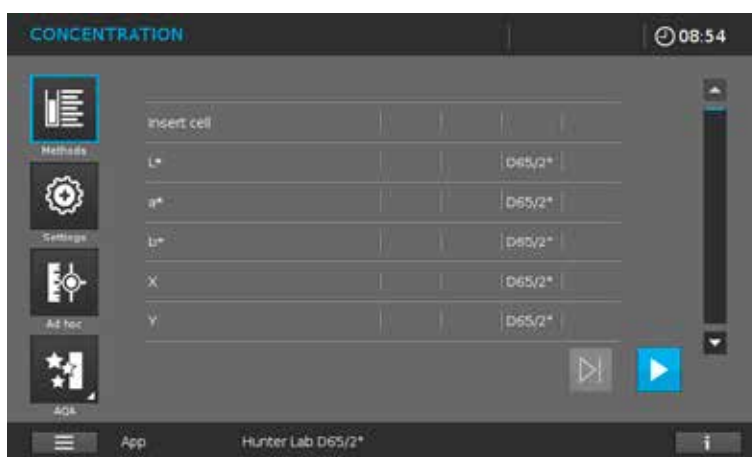 CONCENTRATION 08:54
Methods
Settings
Ad hoc
AQA
Insert cell
L* D65/2°
a* D65/2°
b* D65/2°
X D65/2°
Y D65/2°
App Hunter Lab D65/2°
i